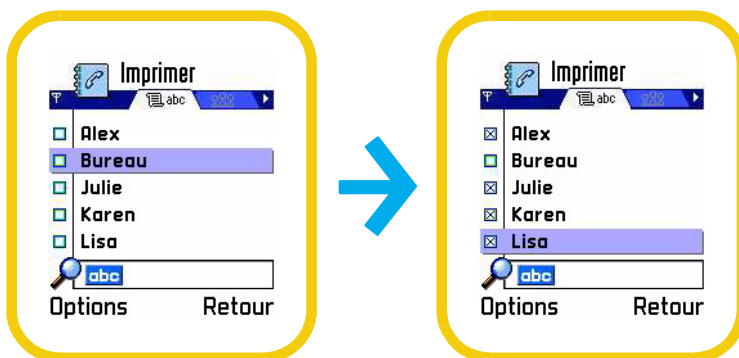 Imprimer
abc
Alex
Bureau
Julie
Karen
Lisa
abc
Options Retour
Imprimer
abc
Alex
Bureau
Julie
Karen
Lisa
abc
Options Retour